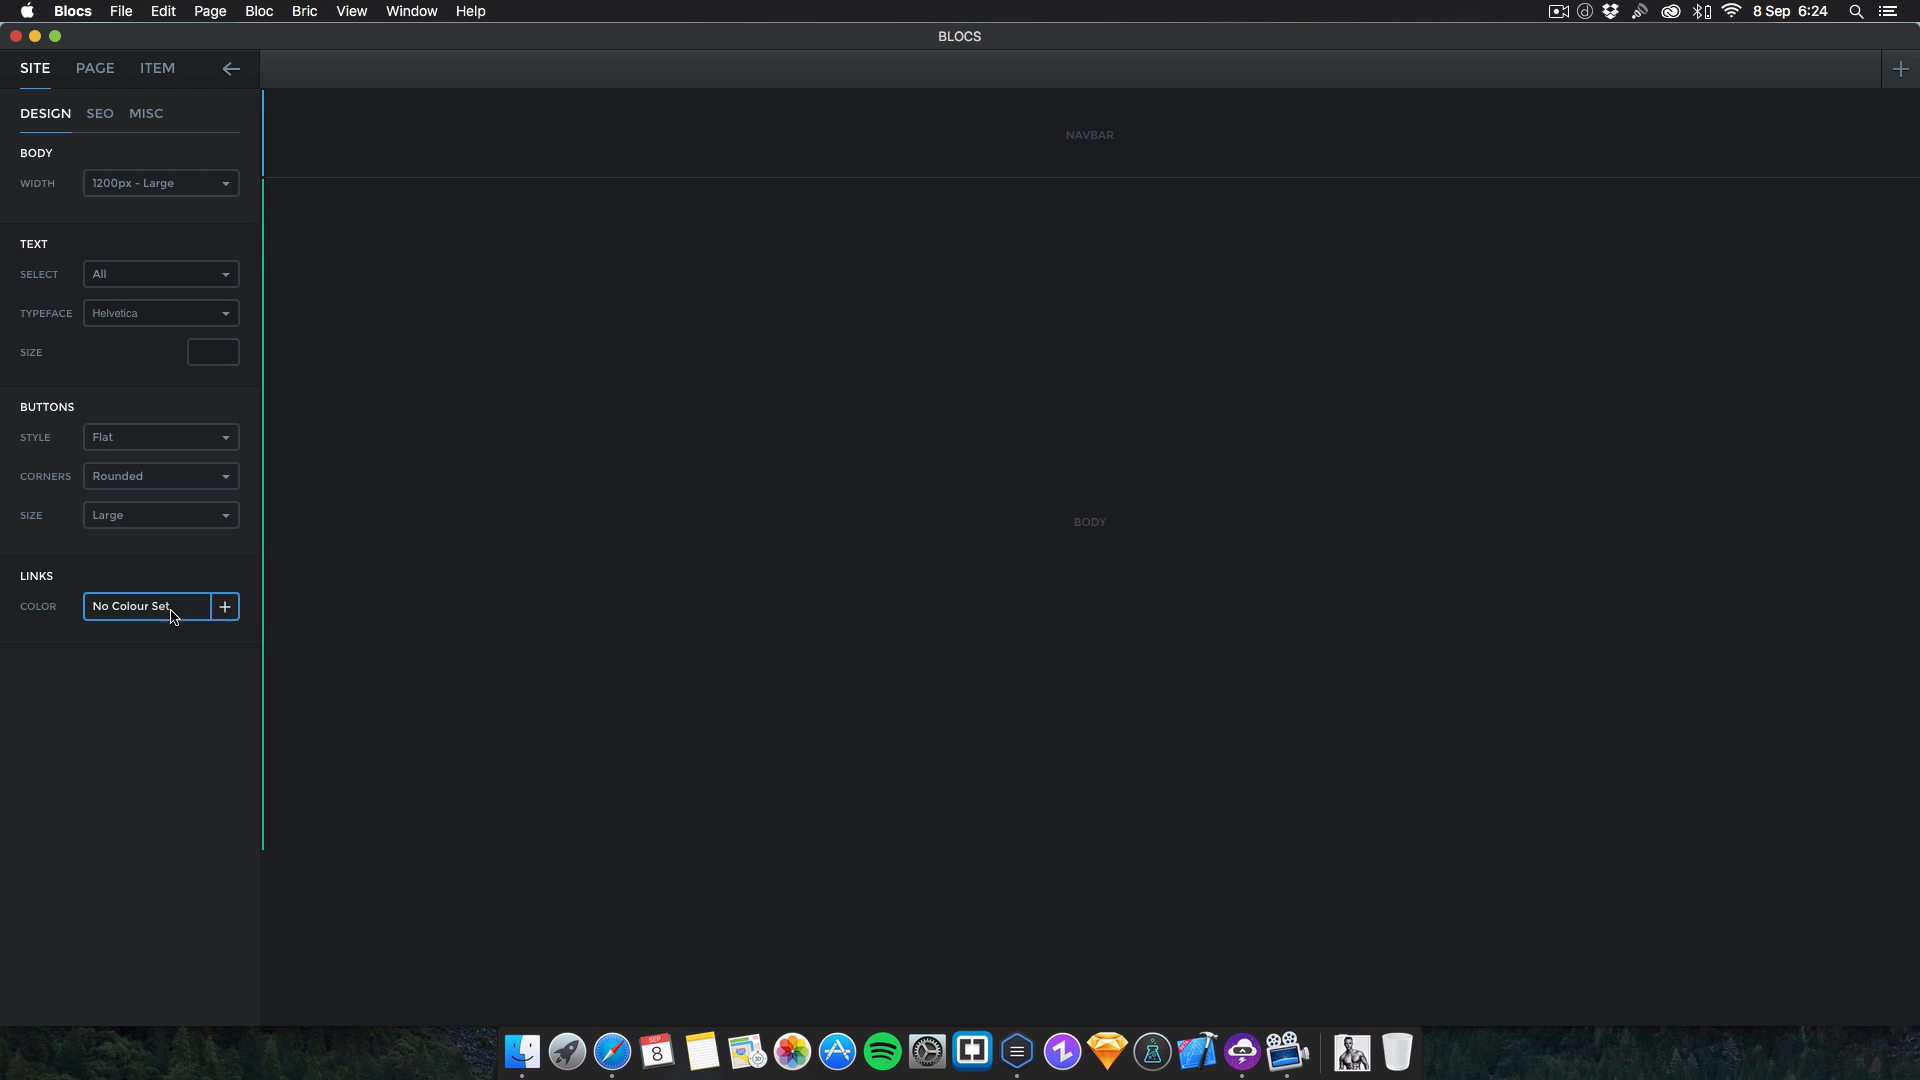 Blocs File Edit Page Bloc Bric View Window Help 8 Sep 6:24
BLOCS
SITE PAGE ITEM
DESIGN SEO MISC
NAVBAR
BODY
WIDTH 1200px - Large
TEXT
SELECT All
TYPEFACE Helvetica
SIZE
BUTTONS
STYLE Flat
CORNERS Rounded
SIZE Large
BODY
LINKS
COLOR No Colour Set
SEP
8